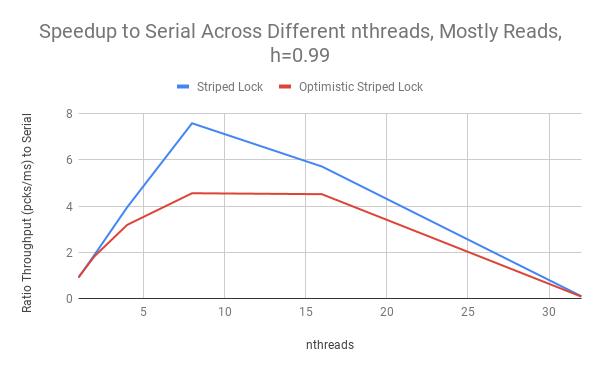 Speedup to Serial Across Different nthreads, Mostly Reads,
h=0.99
Striped Lock
Optimistic Striped Lock
Ratio Throughput (pcks/ms) to Serial
8
6
4
2
0
5
10
15
20
25
30
nthreads